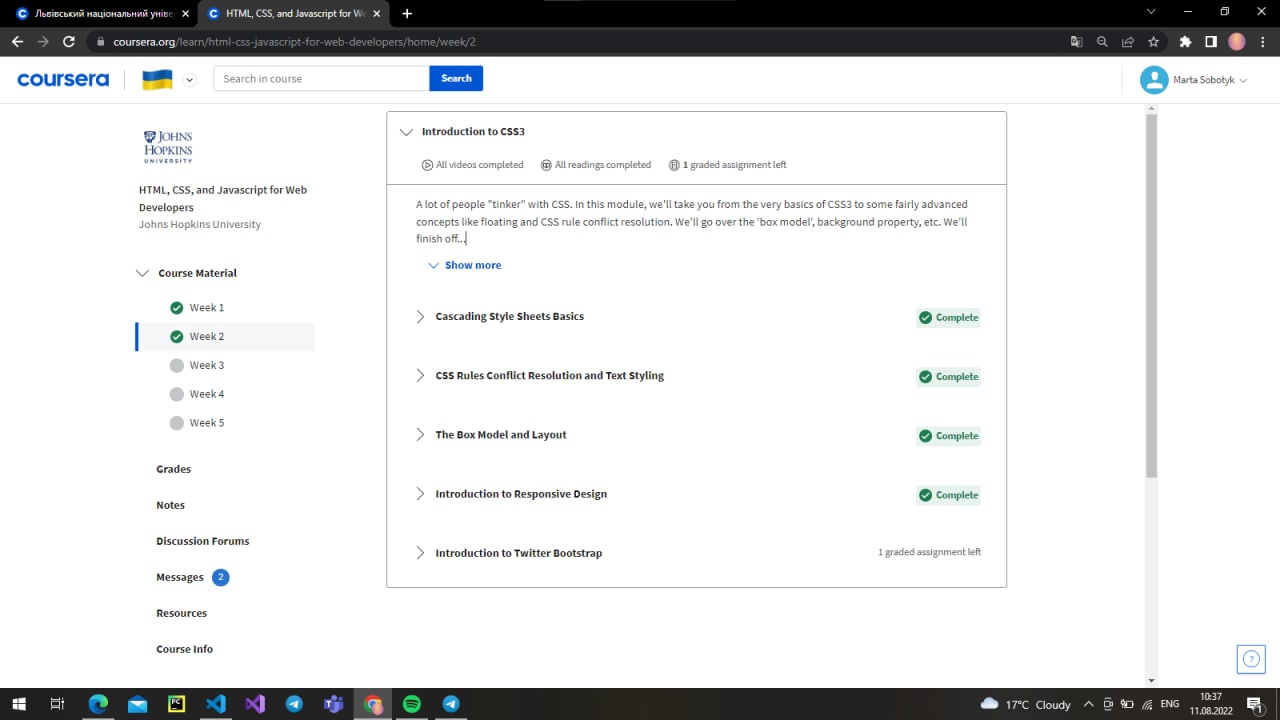 Львівський національний уніве
HTML, CSS, and Javascript for We
coursera.org/learn/html-css-javascript-for-web-developers/home/week/2
coursera
Search in course
Search
Marta Sobotyk
JOHNS
HOPKINS
UNIVERSITY
HTML, CSS, and Javascript for Web
Developers
Johns Hopkins University
Course Material
Week 1
Week 2
Week 3
Week 4
Week 5
Grades
Notes
Discussion Forums
Messages 2
Resources
Course Info
Introduction to CSS3
All videos completed All readings completed 1 graded assignment left
A lot of people "tinker" with CSS. In this module, we'll take you from the very basics of CSS3 to some fairly advanced
concepts like floating and CSS rule conflict resolution. We'll go over the 'box model', background property, etc. We'll
finish off...
Show more
Cascading Style Sheets Basics Complete
CSS Rules Conflict Resolution and Text Styling Complete
The Box Model and Layout Complete
Introduction to Responsive Design Complete
Introduction to Twitter Bootstrap 1 graded assignment left
?
PC
17°C Cloudy
ENG
10:37
11.08.2022
1